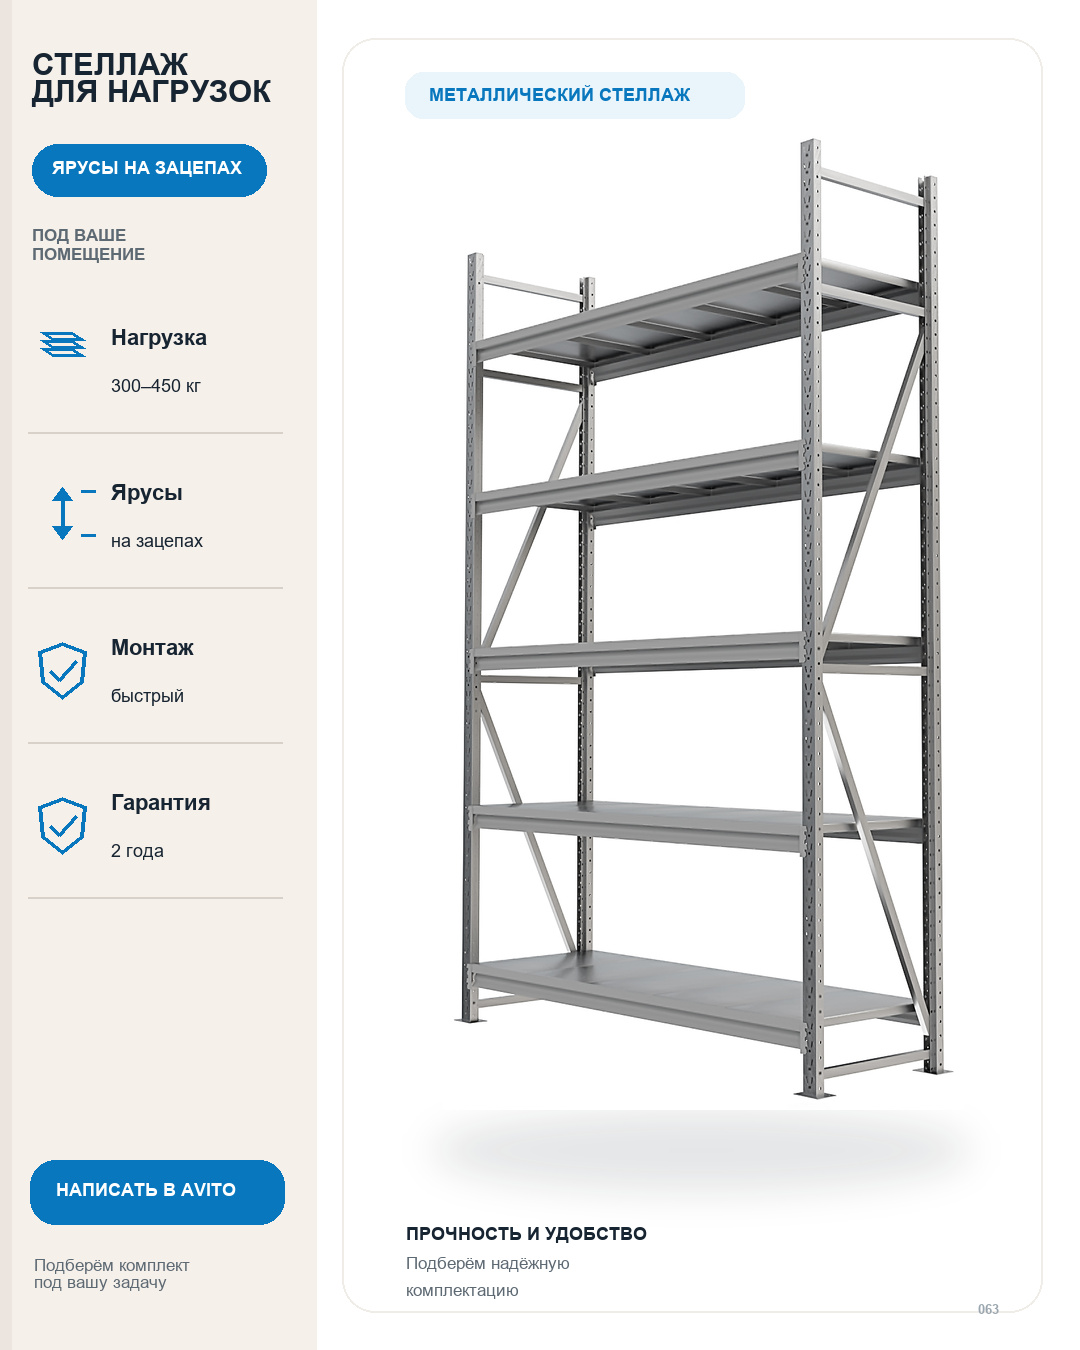 СТЕЛЛАЖ
ДЛЯ НАГРУЗОК
ЯРУСЫ НА ЗАЦЕПАХ
ПОД ВАШЕ
ПОМЕЩЕНИЕ
Нагрузка
300–450 кг
Ярусы
на зацепах
Монтаж
быстрый
Гарантия
2 года
НАПИСАТЬ В AVITO
Подберём комплект
под вашу задачу
МЕТАЛЛИЧЕСКИЙ СТЕЛЛАЖ
ПРОЧНОСТЬ И УДОБСТВО
Подберём надёжную
комплектацию
063